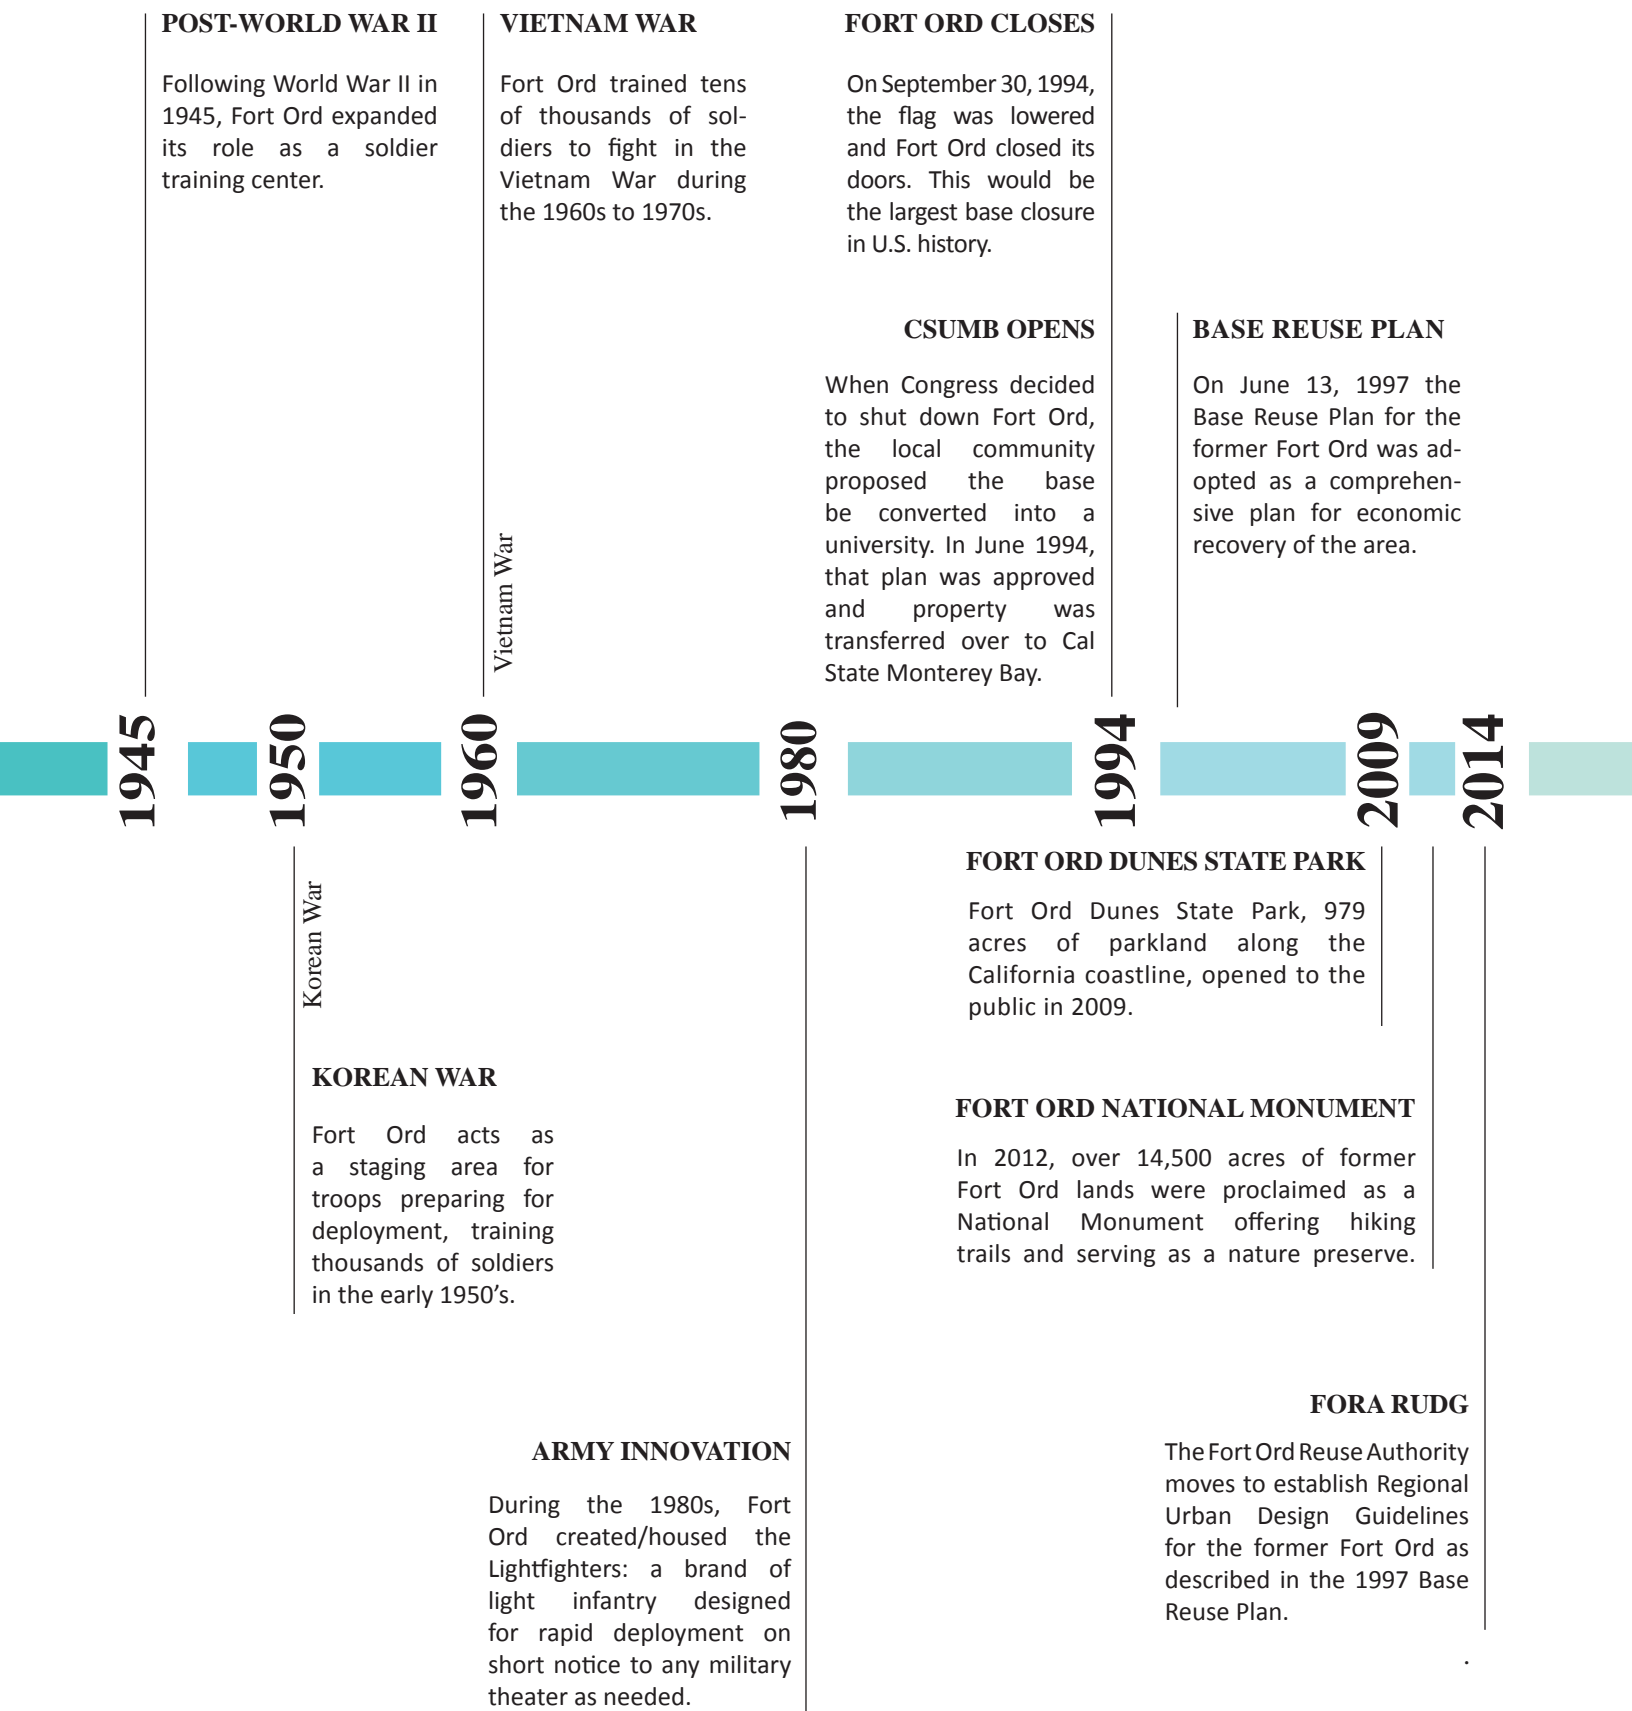 POST-WORLD WAR II
Following World War II in
1945, Fort Ord expanded
its role as a soldier
training center.
VIETNAM WAR
Fort Ord trained tens
of thousands of sol-
diers to fight in the
Vietnam War during
the 1960s to 1970s.
Vietnam War
FORT ORD CLOSES
On September 30, 1994,
the flag was lowered
and Fort Ord closed its
doors. This would be
the largest base closure
in U.S. history.
CSUMB OPENS
When Congress decided
to shut down Fort Ord,
the local community
proposed the base
be converted into a
university. In June 1994,
that plan was approved
and property was
transferred over to Cal
State Monterey Bay.
BASE REUSE PLAN
On June 13, 1997 the
Base Reuse Plan for the
former Fort Ord was ad-
opted as a comprehen-
sive plan for economic
recovery of the area.
1945
1950
1960
1980
1994
2009
2014
Korean War
KOREAN WAR
Fort Ord acts as
a staging area for
troops preparing for
deployment, training
thousands of soldiers
in the early 1950's.
ARMY INNOVATION
During the 1980s, Fort
Ord created/housed the
Lightfighters: a brand of
light infantry designed
for rapid deployment on
short notice to any military
theater as needed.
FORT ORD DUNES STATE PARK
Fort Ord Dunes State Park, 979
acres of parkland along the
California coastline, opened to the
public in 2009.
FORT ORD NATIONAL MONUMENT
In 2012, over 14,500 acres of former
Fort Ord lands were proclaimed as a
National Monument offering hiking
trails and serving as a nature preserve.
FORA RUDG
The Fort Ord Reuse Authority
moves to establish Regional
Urban Design Guidelines
for the former Fort Ord as
described in the 1997 Base
Reuse Plan.
.